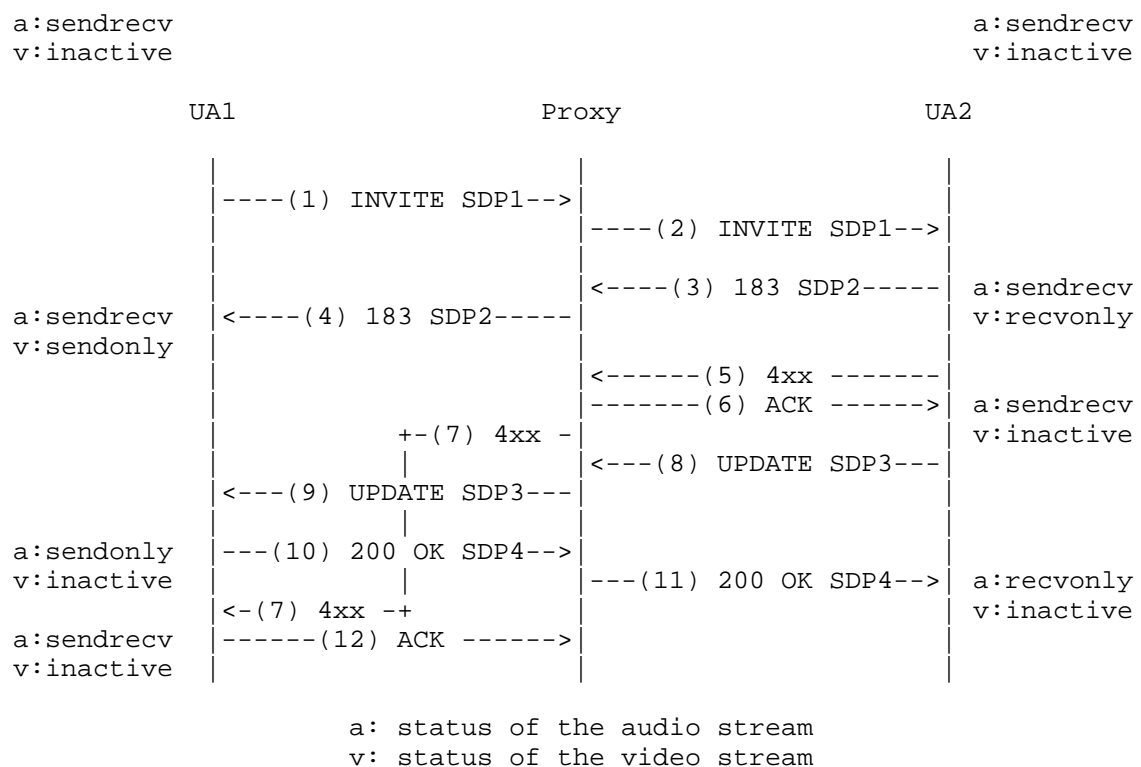 a:sendrecv                                            a:sendrecv
v:inactive                                            v:inactive
UA1                   Proxy                    UA2
----(1) INVITE SDP1-->
----(2) INVITE SDP1-->
<----(3) 183 SDP2----- a:sendrecv
a:sendrecv <----(4) 183 SDP2----- v:recvonly
v:sendonly
<------(5) 4xx -------
-------(6) ACK ------> a:sendrecv
+-(7) 4xx - v:inactive
<---(8) UPDATE SDP3---
<---(9) UPDATE SDP3---
a:sendonly ---(10) 200 OK SDP4-->
v:inactive ---(11) 200 OK SDP4--> a:recvonly
<-(7) 4xx -+ v:inactive
a:sendrecv ------(12) ACK ------>
v:inactive
a: status of the audio stream
v: status of the video stream